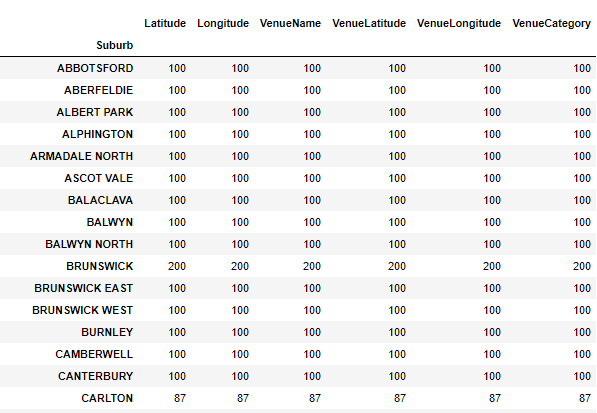 Latitude Longitude VenueName VenueLatitude VenueLongitude VenueCategory
Suburb
ABBOTSFORD 100 100 100 100 100 100
ABERFELDIE 100 100 100 100 100 100
ALBERT PARK 100 100 100 100 100 100
ALPHINGTON 100 100 100 100 100 100
ARMADALE NORTH 100 100 100 100 100 100
ASCOT VALE 100 100 100 100 100 100
BALACLAVA 100 100 100 100 100 100
BALWYN 100 100 100 100 100 100
BALWYN NORTH 100 100 100 100 100 100
BRUNSWICK 200 200 200 200 200 200
BRUNSWICK EAST 100 100 100 100 100 100
BRUNSWICK WEST 100 100 100 100 100 100
BURNLEY 100 100 100 100 100 100
CAMBERWELL 100 100 100 100 100 100
CANTERBURY 100 100 100 100 100 100
CARLTON 87 87 87 87 87 87